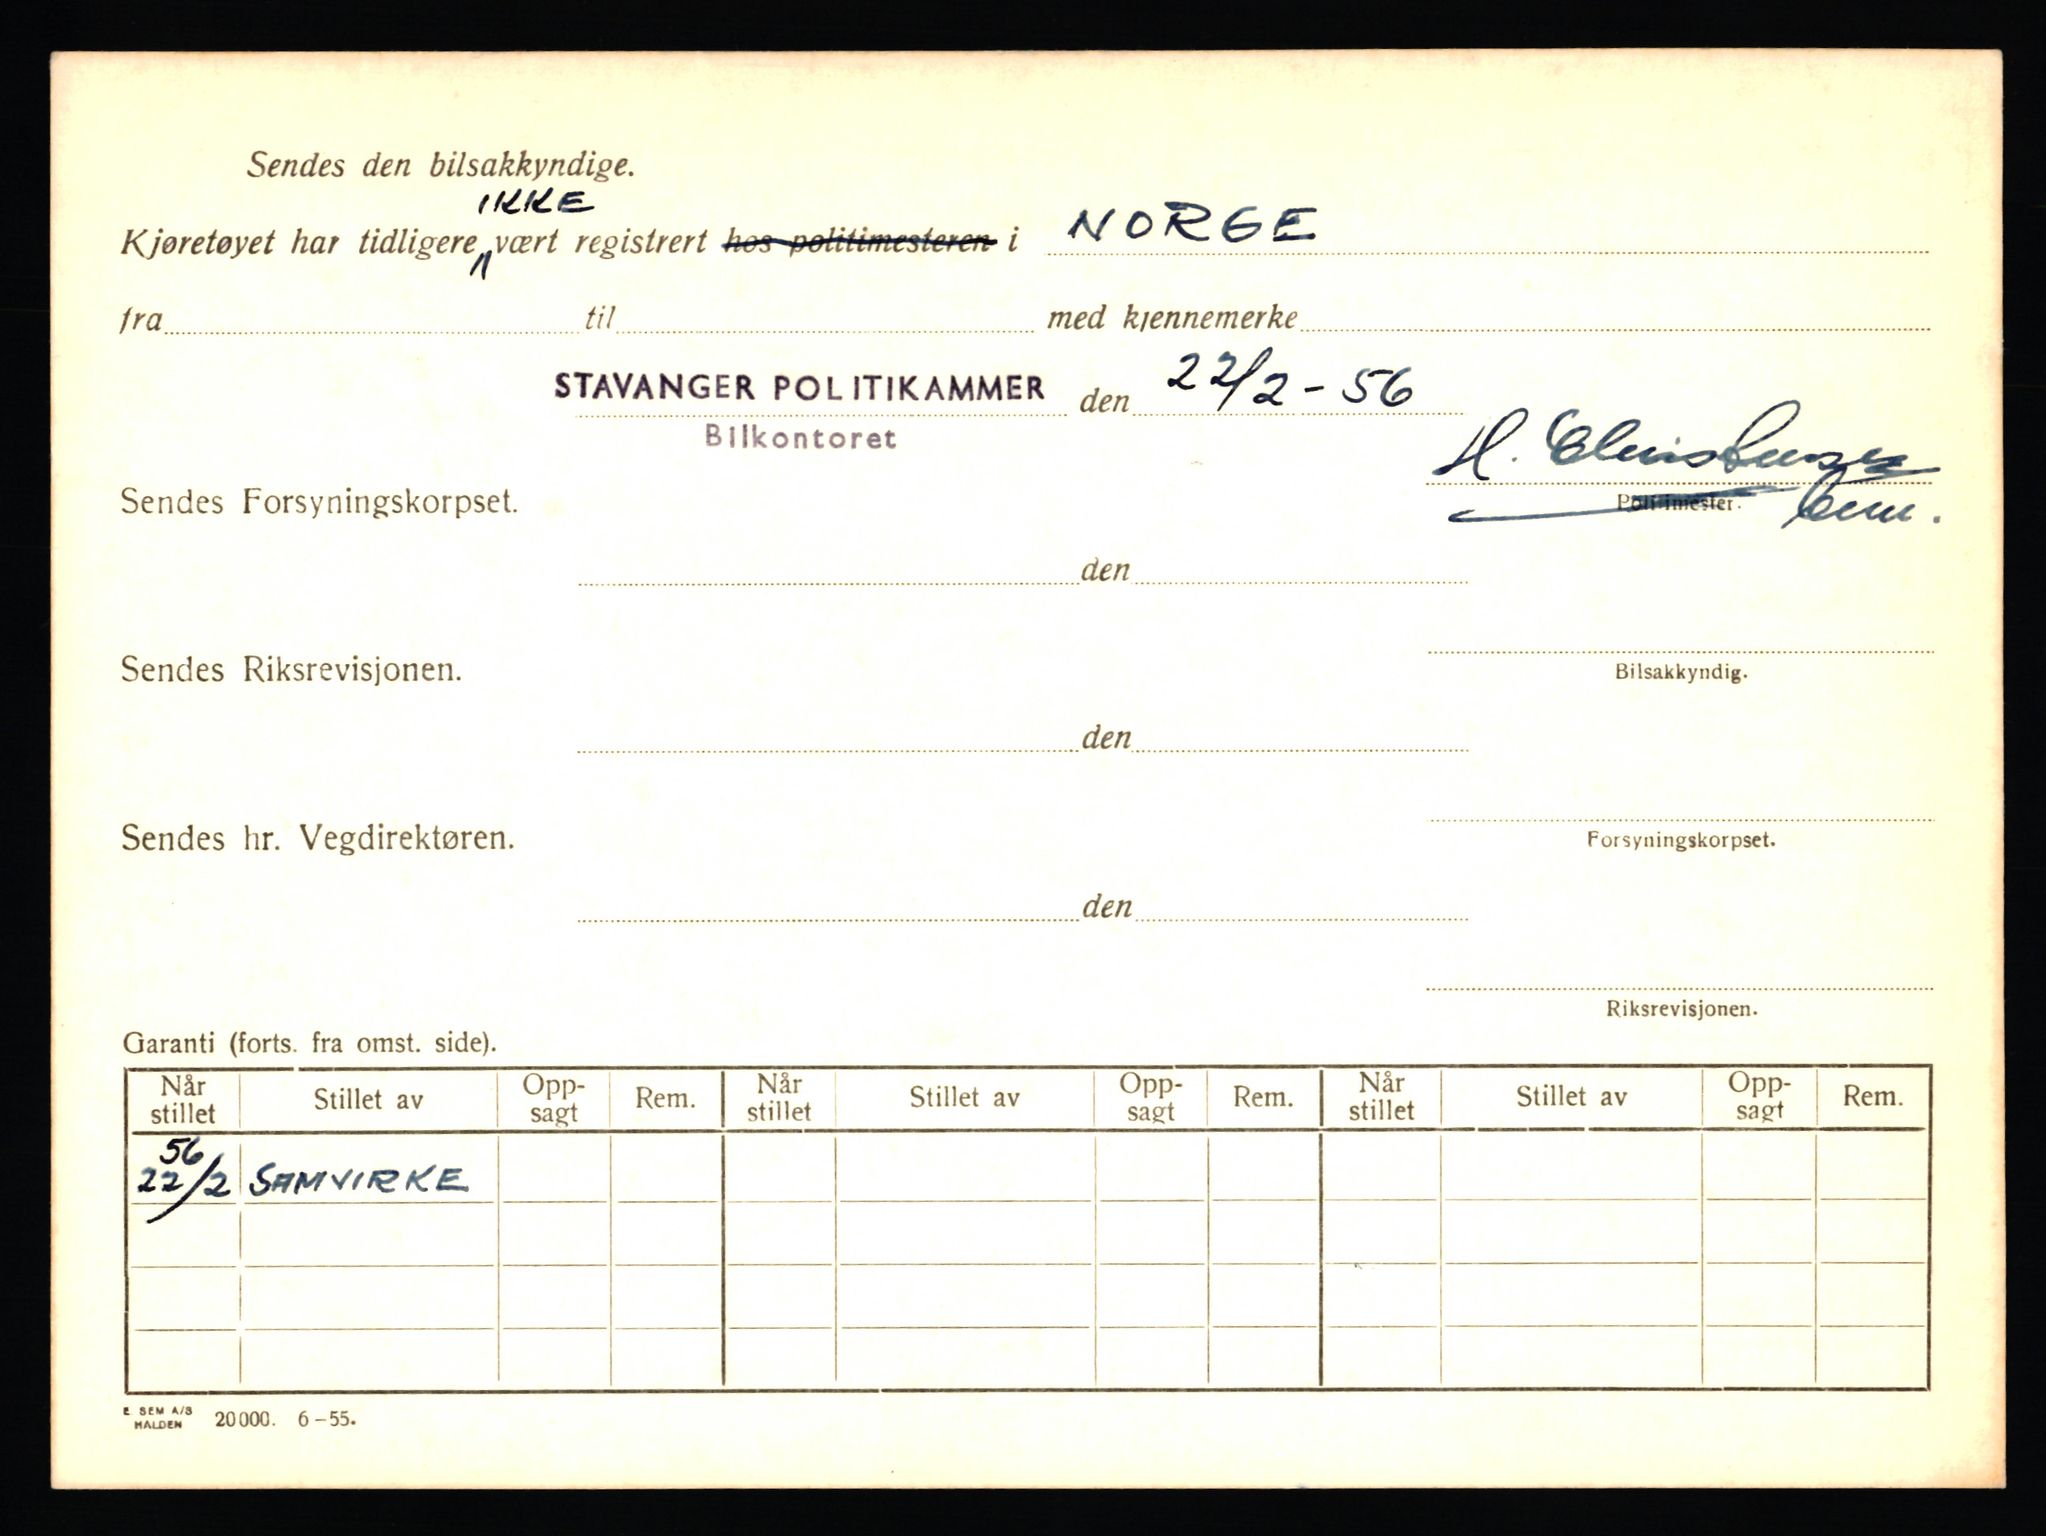 Sendes den bilsakkyndige.
IKKE
Kjøretøyet har tidligere vært registrert hos politimesteren i NORGE
fra til med kjennemerke
STAVANGER POLITIKAMMER den 22/2-56
Bilkontoret
H. Christensen
Sendes Forsyningskorpset. Politimester.
den
Sendes Riksrevisjonen. Bilsakkyndig.
den
Sendes hr. Vegdirektøren. Forsyningskorpset.
den
Riksrevisjonen.
Garanti (forts. fra omst. side).
Når stillet Stillet av Opp-sagt Rem. Når stillet Stillet av Opp-sagt Rem. Når stillet Stillet av Opp-sagt Rem.
56
22/2 SAMVIRKE
E SEM A/S
HALDEN 20000. 6-55.